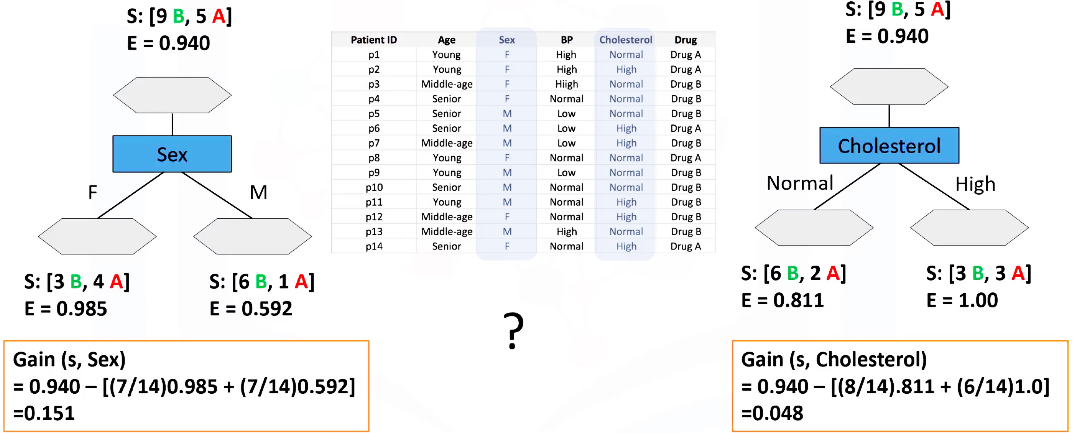 S: [9 B, 5 A]
E = 0.940
Sex
F
M
S: [3 B, 4 A]
E = 0.985
S: [6 B, 1 A]
E = 0.592
Gain (s, Sex)
= 0.940 – [(7/14)0.985 + (7/14)0.592]
=0.151
Patient ID Age Sex BP Cholesterol Drug
p1 Young F High Normal Drug A
p2 Young F High High Drug A
p3 Middle-age F Hiigh Normal Drug B
p4 Senior F Normal Normal Drug B
p5 Senior M Low Normal Drug B
p6 Senior M Low High Drug A
p7 Middle-age M Low High Drug B
p8 Young F Normal Normal Drug A
p9 Young M Low Normal Drug B
p10 Senior M Normal Normal Drug B
p11 Young M Normal High Drug B
p12 Middle-age F Normal High Drug B
p13 Middle-age M High Normal Drug B
p14 Senior F Normal High Drug A
?
S: [9 B, 5 A]
E = 0.940
Cholesterol
Normal
High
S: [6 B, 2 A]
E = 0.811
S: [3 B, 3 A]
E = 1.00
Gain (s, Cholesterol)
= 0.940 – [(8/14).811 + (6/14)1.0]
=0.048